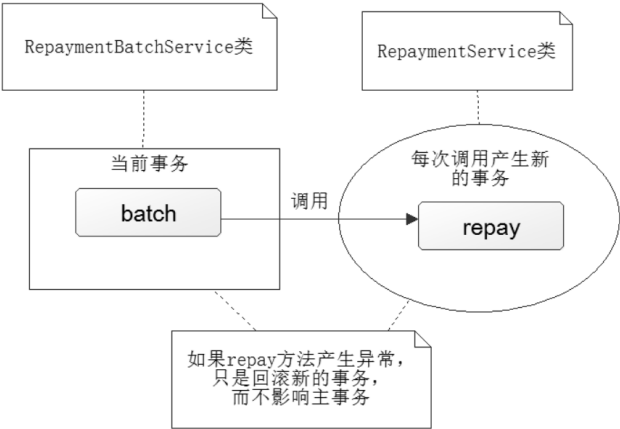 RepaymentBatchService类
RepaymentService类
当前事务
batch
调用
每次调用产生新
的事务
repay
如果repay方法产生异常，
只是回滚新的事务，
而不影响主事务